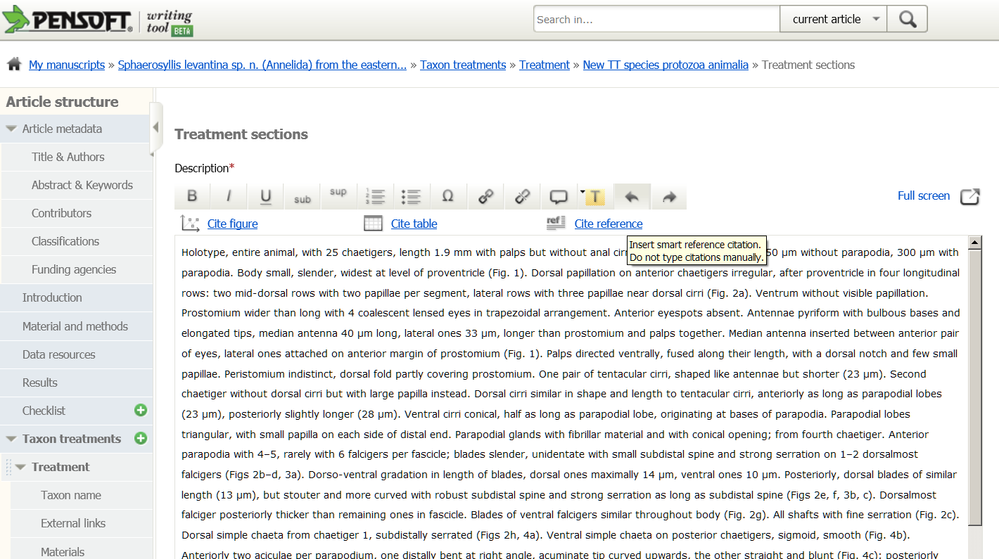 PENSOFT® writing tool BETA
Search in...
current article
My manuscripts » Sphaerosyllis levantina sp. n. (Annelida) from the eastern... » Taxon treatments » Treatment » New TT species protozoa animalia » Treatment sections
Article structure
Article metadata
Title & Authors
Abstract & Keywords
Contributors
Classifications
Funding agencies
Introduction
Material and methods
Data resources
Results
Checklist
Taxon treatments
Treatment
Taxon name
External links
Materials
Treatment sections
Description*
B I U sub sup 1 2 3 Ω T
Full screen
Cite figure
Cite table
ref Cite reference
Insert smart reference citation.
Do not type citations manually.
Holotype, entire animal, with 25 chaetigers, length 1.9 mm with palps but without anal cirr 50 µm without parapodia, 300 µm with
parapodia. Body small, slender, widest at level of proventricle (Fig. 1). Dorsal papillation on anterior chaetigers irregular, after proventricle in four longitudinal
rows: two mid-dorsal rows with two papillae per segment, lateral rows with three papillae near dorsal cirri (Fig. 2a). Ventrum without visible papillation.
Prostomium wider than long with 4 coalescent lensed eyes in trapezoidal arrangement. Anterior eyespots absent. Antennae pyriform with bulbous bases and
elongated tips, median antenna 40 µm long, lateral ones 33 µm, longer than prostomium and palps together. Median antenna inserted between anterior pair
of eyes, lateral ones attached on anterior margin of prostomium (Fig. 1). Palps directed ventrally, fused along their length, with a dorsal notch and few small
papillae. Peristomium indistinct, dorsal fold partly covering prostomium. One pair of tentacular cirri, shaped like antennae but shorter (23 µm). Second
chaetiger without dorsal cirri but with large papilla instead. Dorsal cirri similar in shape and length to tentacular cirri, anteriorly as long as parapodial lobes
(23 µm), posteriorly slightly longer (28 µm). Ventral cirri conical, half as long as parapodial lobe, originating at bases of parapodia. Parapodial lobes
triangular, with small papilla on each side of distal end. Parapodial glands with fibrillar material and with conical opening; from fourth chaetiger. Anterior
parapodia with 4–5, rarely with 6 falcigers per fascicle; blades slender, unidentate with small subdistal spine and strong serration on 1–2 dorsalmost
falcigers (Figs 2b–d, 3a). Dorso-ventral gradation in length of blades, dorsal ones maximally 14 µm, ventral ones 10 µm. Posteriorly, dorsal blades of similar
length (13 µm), but stouter and more curved with robust subdistal spine and strong serration as long as subdistal spine (Figs 2e, f, 3b, c). Dorsalmost
falciger posteriorly thicker than remaining ones in fascicle. Blades of ventral falcigers similar throughout body (Fig. 2g). All shafts with fine serration (Fig. 2c).
Dorsal simple chaeta from chaetiger 1, subdistally serrated (Figs 2h, 4a). Ventral simple chaeta on posterior chaetigers, sigmoid, smooth (Fig. 4b).
Anteriorly two aciculae per parapodium, one distally bent at right angle, acuminate tip curved upwards, the other straight and blunt (Fig. 4c); posteriorly